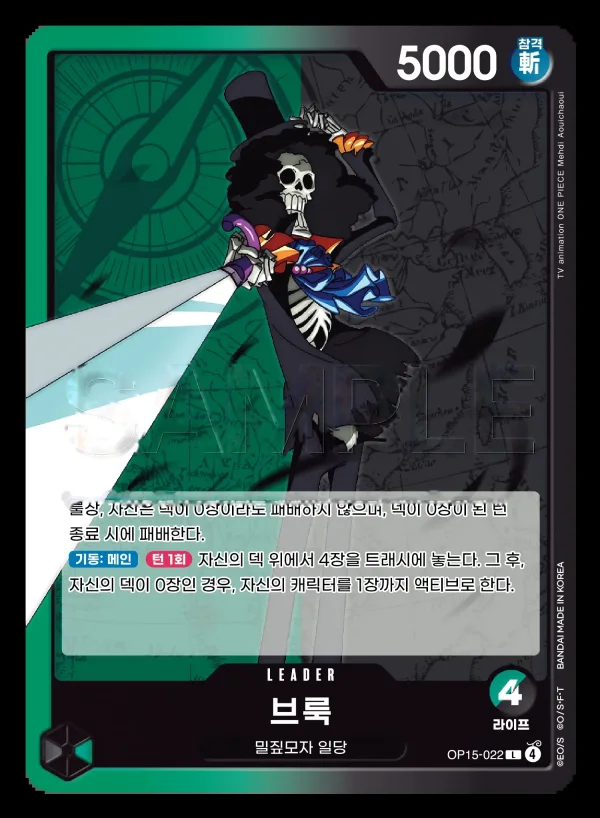 5000
참격
斬
TV animation ONE PIECE Mehdi Aouichaoui
SAMPLE
룰상, 자신은 덱이 0장이라도 패배하지 않으며, 덱이 0장이 된 턴
종료 시에 패배한다.
기동: 메인 턴 1회 자신의 덱 위에서 4장을 트래시에 놓는다. 그 후,
자신의 덱이 0장인 경우, 자신의 캐릭터를 1장까지 액티브로 한다.
LEADER
브룩
밀짚모자 일당
4
라이프
OP15-022 L 4
©EO/S ©O/S·F·T BANDAI MADE IN KOREA